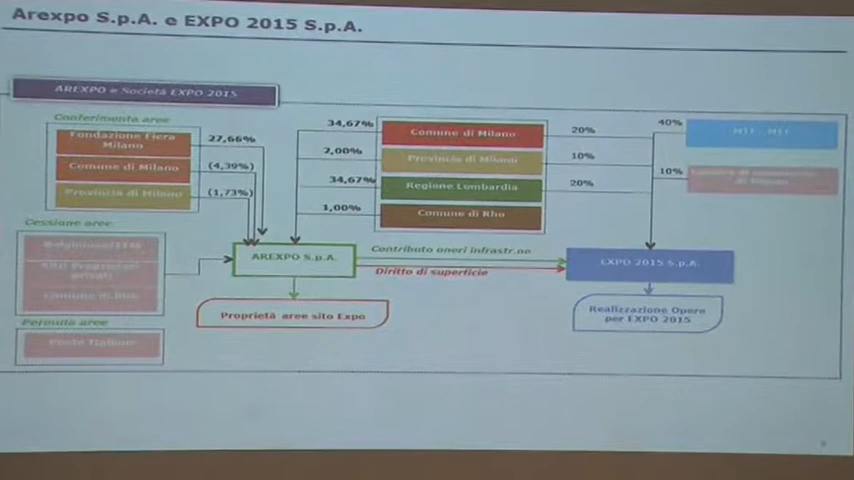 Arexpo S.p.A. e EXPO 2015 S.p.A.
AREXPO e Società EXPO 2015
Conferimento aree
Fondazione Fiera
Milano
Comune di Milano
Provincia di Milano
27,66%
(4,39%)
(1,73%)
34,67%
2,00%
34,67%
1,00%
Comune di Milano
Provincia di Milano
Regione Lombardia
Comune di Rho
20%
10%
20%
40%
10%
Cessione aree
Comune di Rho
Permuta aree
Poste Italiane
AREXPO S.p.A.
Contributo oneri infrastr.ne
Diritto di superficie
EXPO 2015 S.p.A.
Proprietà aree sito Expo
Realizzazione Opere
per EXPO 2015